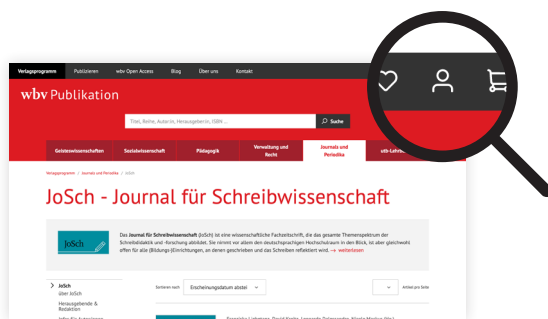 Verlagsprogramm Publizieren wbv Open Access Blog Über uns Kontakt
wbv Publikation
Titel, Reihe, Autor:in, Herausgeber:in, ISBN ... Suche
Geisteswissenschaften Sozialwissenschaft Pädagogik Verwaltung und Recht Journals und Periodika utb-Lehrbü
Verlagsprogramm / Journals und Periodika / JoSch
JoSch - Journal für Schreibwissenschaft
JoSch
Das Journal für Schreibwissenschaft (JoSch) ist eine wissenschaftliche Fachzeitschrift, die das gesamte Themenspektrum der
Schreibdidaktik und -forschung abbildet. Sie nimmt vor allem den deutschsprachigen Hochschulraum in den Blick, ist aber gleichwohl
offen für alle (Bildungs-)Einrichtungen, an denen geschrieben und das Schreiben reflektiert wird. → weiterlesen
JoSch
über JoSch
Herausgebende &
Redaktion
Sortieren nach Erscheinungsdatum abstei Artikel pro Seite